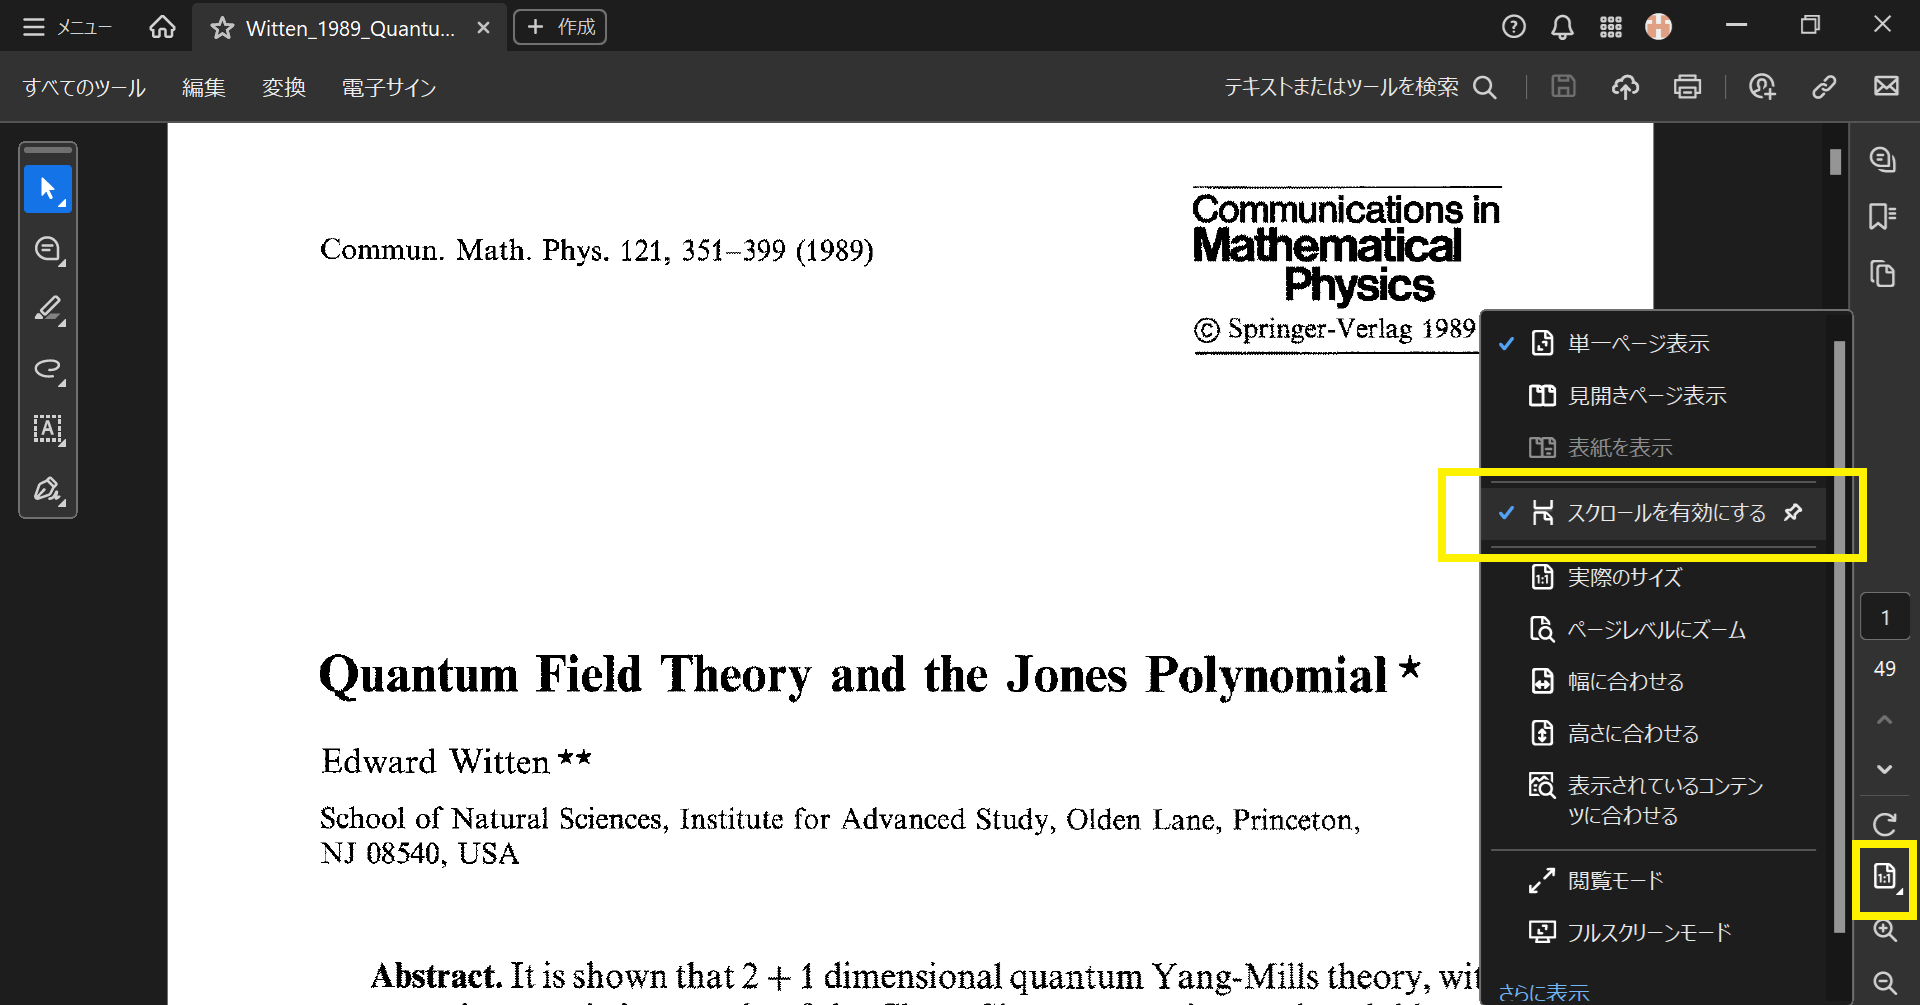 メニュー
Witten_1989_Quantu...
作成
すべてのツール
編集
変換
電子サイン
テキストまたはツールを検索
Communications in
Mathematical
Physics
Commun. Math. Phys. 121, 351–399 (1989)
© Springer-Verlag 1989
Quantum Field Theory and the Jones Polynomial★
Edward Witten★★
School of Natural Sciences, Institute for Advanced Study, Olden Lane, Princeton,
NJ 08540, USA
Abstract. It is shown that 2 + 1 dimensional quantum Yang-Mills theory, wit
単一ページ表示
見開きページ表示
表紙を表示
スクロールを有効にする
実際のサイズ
ページレベルにズーム
幅に合わせる
高さに合わせる
表示されているコンテン
ツに合わせる
閲覧モード
フルスクリーンモード
さらに表示
1
49